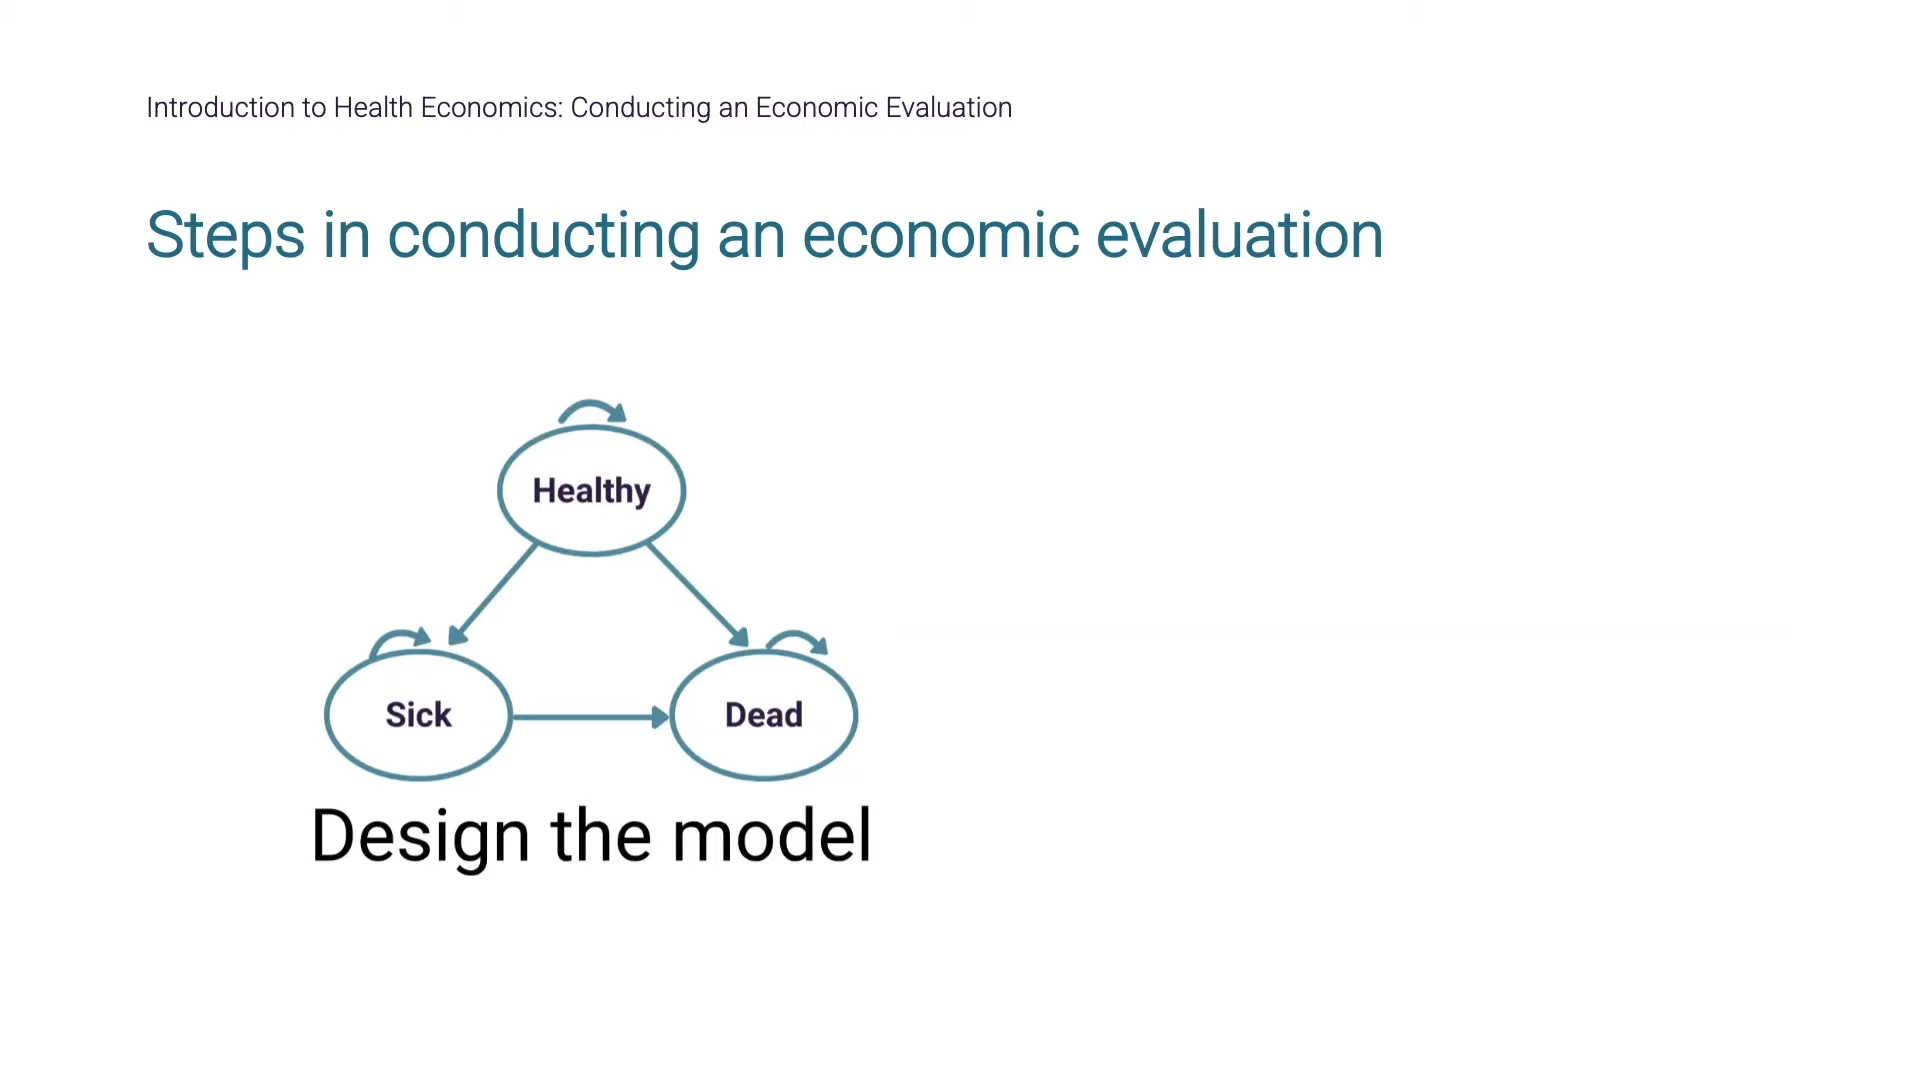 Introduction to Health Economics: Conducting an Economic Evaluation
Steps in conducting an economic evaluation
Healthy
Sick
Dead
Design the model